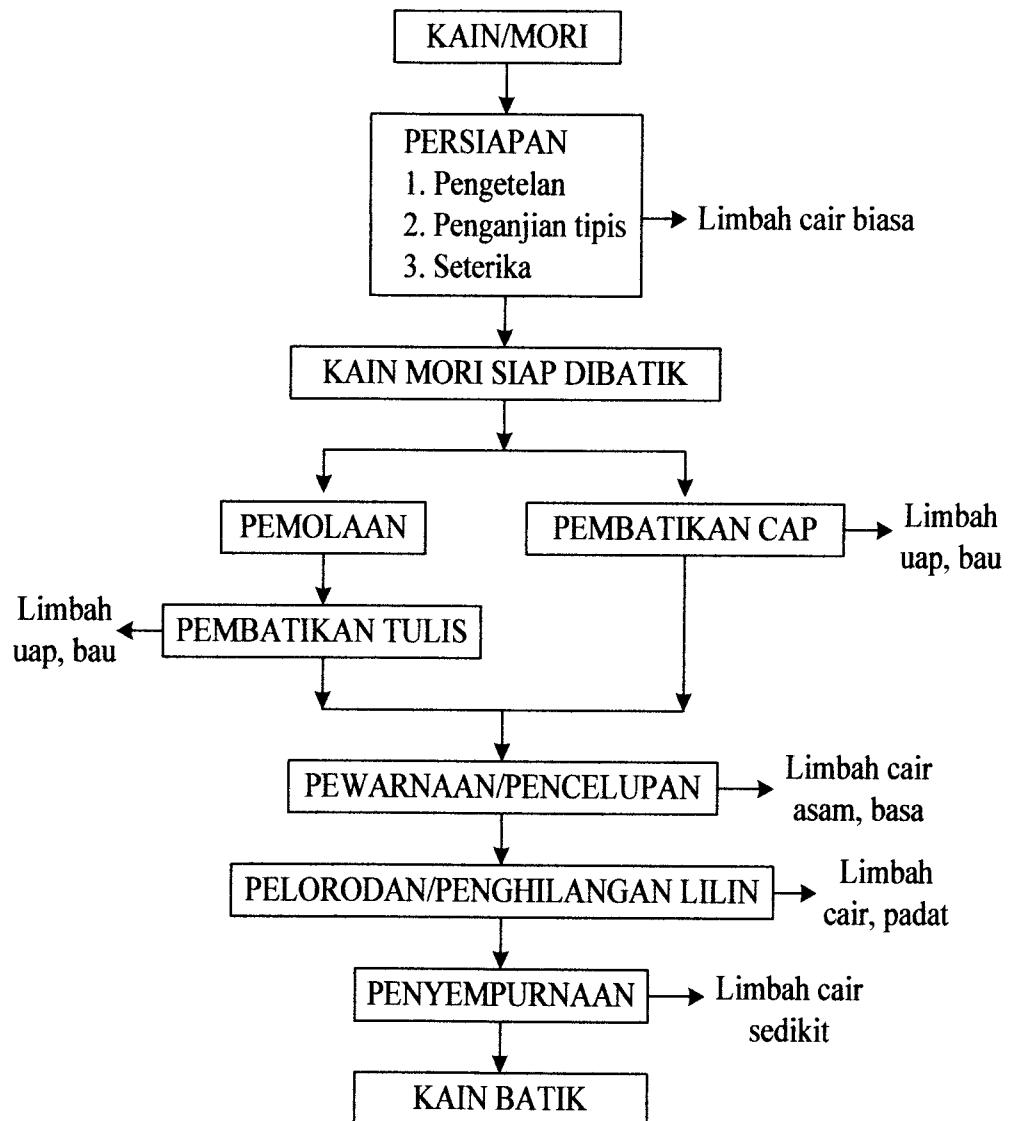 KAIN/MORI
PERSIAPAN
1. Pengetelan
2. Penganjian tipis
3. Seterika
Limbah cair biasa
KAIN MORI SIAP DIBATIK
PEMOLAAN
PEMBATIKAN CAP
Limbah
uap, bau
Limbah
uap, bau
PEMBATIKAN TULIS
PEWARNAAN/PENCELUPAN
Limbah cair
asam, basa
PELORODAN/PENGHILANGAN LILIN
Limbah
cair, padat
PENYEMPURNAAN
Limbah cair
sedikit
KAIN BATIK